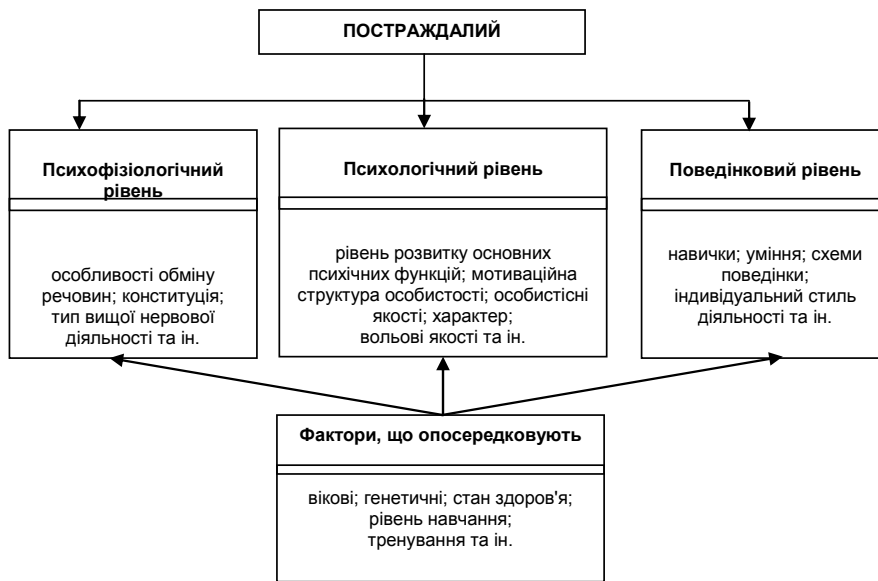 ПОСТРАЖДАЛИЙ
Психофізіологічний
рівень
особливості обміну
речовин; конституція;
тип вищої нервової
діяльності та ін.
Психологічний рівень
рівень розвитку основних
психічних функцій; мотиваційна
структура особистості; особистісні
якості; характер;
вольові якості та ін.
Поведінковий рівень
навички; уміння; схеми
поведінки;
індивідуальний стиль
діяльності та ін.
Фактори, що опосередковують
вікові; генетичні; стан здоров'я;
рівень навчання;
тренування та ін.